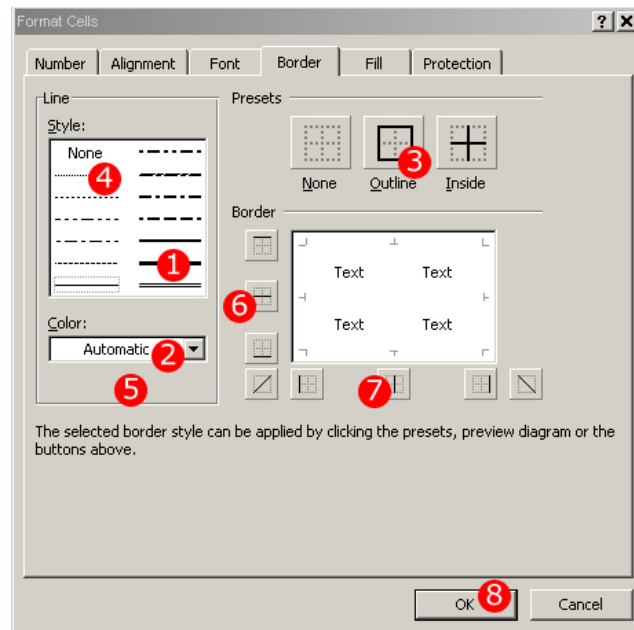 Format Cells
? X
Number Alignment Font Border Fill Protection
Line
Style:
None
4
1
Color:
Automatic
2
5
Presets
3
None Outline Inside
Border
6
Text Text
Text Text
7
The selected border style can be applied by clicking the presets, preview diagram or the
buttons above.
OK 8 Cancel